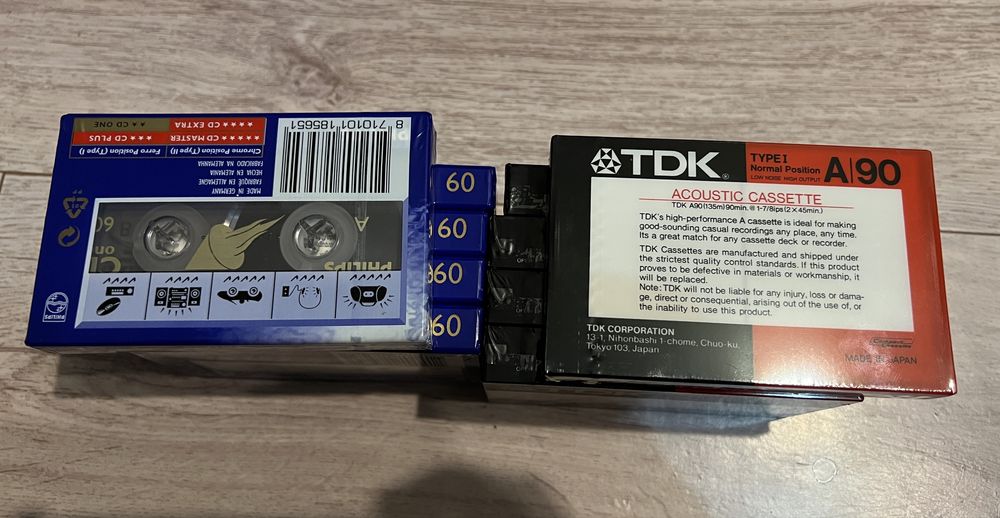 8 710101 185651
★★★★ CD EXTRA
★★ CD ONE
★★★★ CD MASTER
★★★ CD PLUS
Chrome Position (Type II)
Ferro Position (Type I)
MADE IN GERMANY
FABRIQUÉ EN ALLEMAGNE
HECHA EN ALEMANIA
FABRICADO NA ALEMANHA
A
60
PHILIPS
PHILIPS
60
60
60
60
TDK
TYPE I
Normal Position
LOW NOISE HIGH OUTPUT
A|90
ACOUSTIC CASSETTE
TDK A90(135m)90min.@1-7/8ips(2×45min.)
TDK's high-performance A cassette is ideal for making
good-sounding casual recordings any place, any time.
Its a great match for any cassette deck or recorder.
TDK Cassettes are manufactured and shipped under
the strictest quality control standards. If this product
proves to be defective in materials or workmanship, it
will be replaced.
Note: TDK will not be liable for any injury, loss or dama-
ge, direct or consequential, arising out of the use of, or
the inability to use this product.
TDK CORPORATION
13-1, Nihonbashi 1-chome, Chuo-ku,
Tokyo 103, Japan
Compact Cassette
MADE IN JAPAN